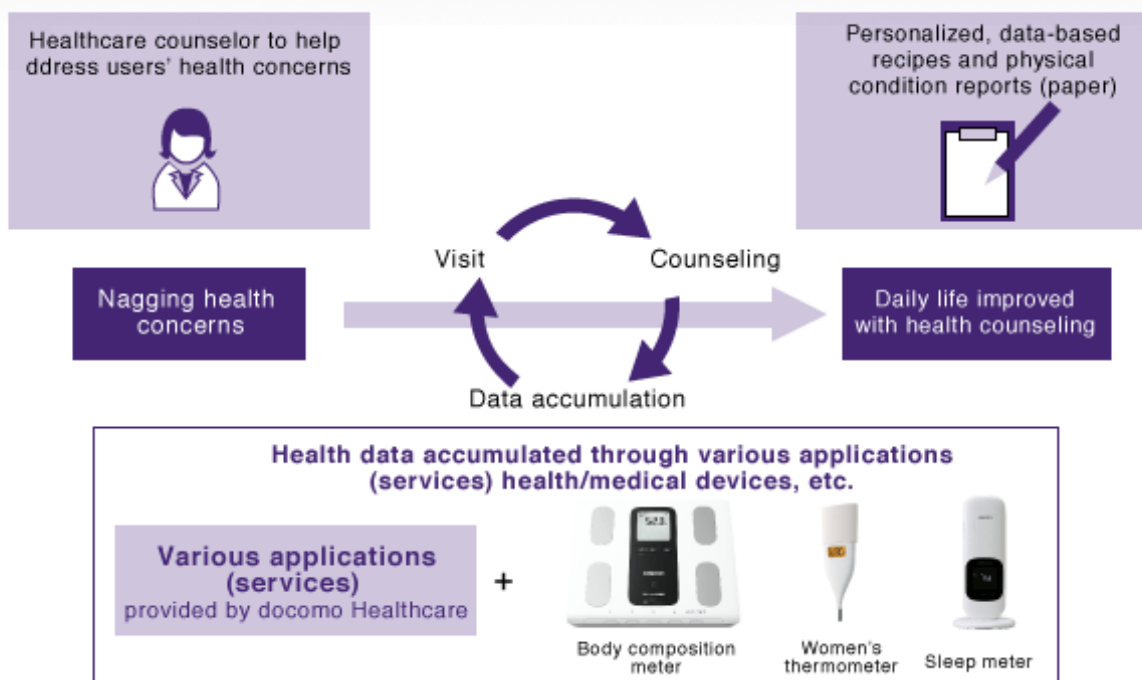 Healthcare counselor to help
ddress users' health concerns
Personalized, data-based
recipes and physical
condition reports (paper)
Visit
Counseling
Nagging health
concerns
Daily life improved
with health counseling
Data accumulation
Health data accumulated through various applications
(services) health/medical devices, etc.
Various applications
(services)
provided by docomo Healthcare
+
Body composition
meter
Women's
thermometer
Sleep meter